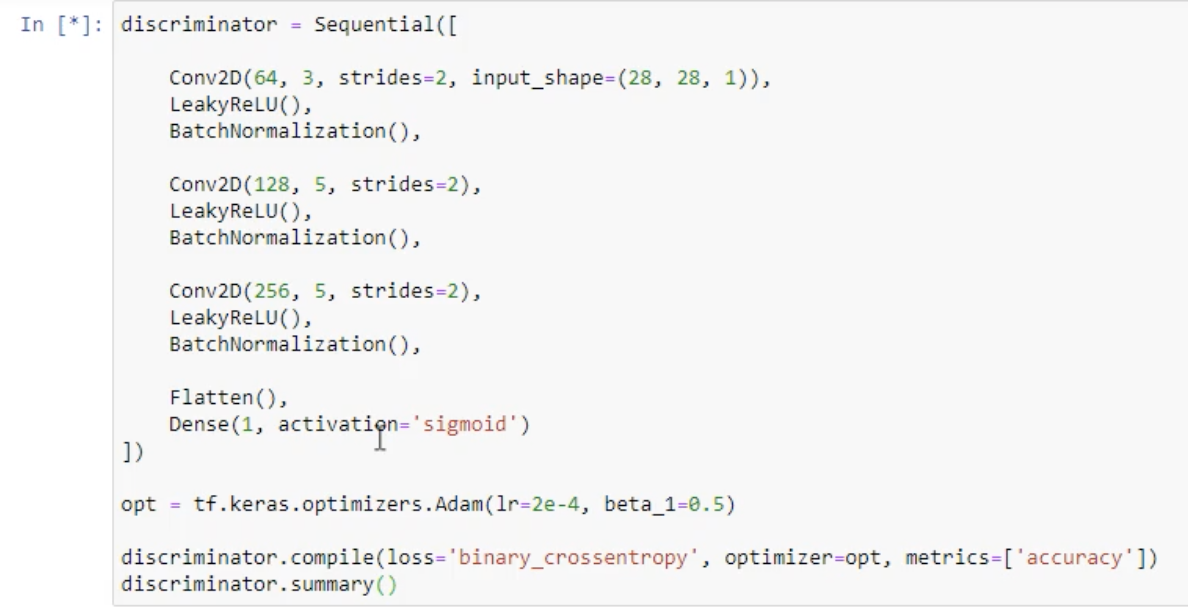 In [*]: discriminator = Sequential([
Conv2D(64, 3, strides=2, input_shape=(28, 28, 1)),
LeakyReLU(),
BatchNormalization(),
Conv2D(128, 5, strides=2),
LeakyReLU(),
BatchNormalization(),
Conv2D(256, 5, strides=2),
LeakyReLU(),
BatchNormalization(),
Flatten(),
Dense(1, activation='sigmoid')
])
opt = tf.keras.optimizers.Adam(lr=2e-4, beta_1=0.5)
discriminator.compile(loss='binary_crossentropy', optimizer=opt, metrics=['accuracy'])
discriminator.summary()